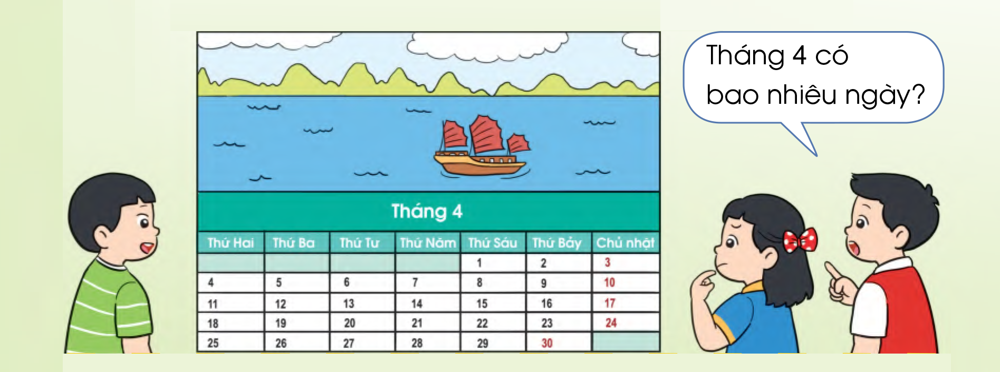 Tháng 4 có
bao nhiêu ngày?
Tháng 4
Thứ Hai Thứ Ba Thứ Tư Thứ Năm Thứ Sáu Thứ Bảy Chủ nhật
1 2 3
4 5 6 7 8 9 10
11 12 13 14 15 16 17
18 19 20 21 22 23 24
25 26 27 28 29 30